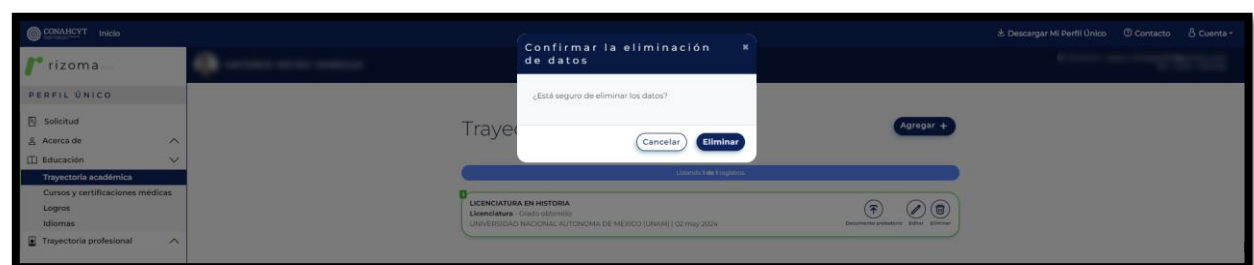 CONAHCYT Inicio
Descargar Mi Perfil Único Contacto Cuenta
rizoma
PERFIL ÚNICO
Solicitud
Acerca de
Educación
Trayectoria académica
Cursos y certificaciones médicas
Logros
Idiomas
Trayectoria profesional
Confirmar la eliminación
de datos
¿Está seguro de eliminar los datos?
Cancelar Eliminar
Agregar +
Listando 1 de 1 registros.
LICENCIATURA EN HISTORIA
Licenciatura - Grado obtenido
UNIVERSIDAD NACIONAL AUTONOMA DE MEXICO (UNAM) | 02 may 2024
Documento probatorio Editar Eliminar